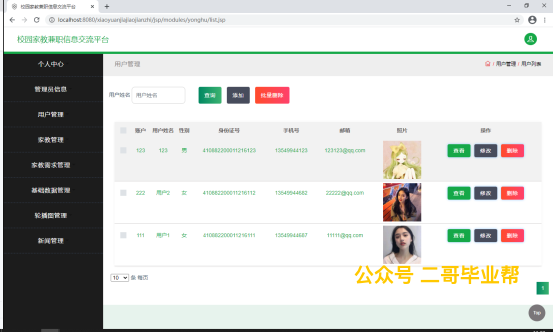 校园家教兼职信息交流平台
localhost:8080/xiaoyuanjiajiaojianzhi/jsp/modules/yonghu/list.jsp
校园家教兼职信息交流平台
个人中心
用户管理
/ 用户管理 / 用户列表
管理员信息
用户姓名 用户姓名 查询 添加 批量删除
用户管理
家教管理
账户 用户姓名 性别 身份证号 手机号 邮箱 照片 操作
123 123 男 410882200011216123 13549944123 123123@qq.com 查看 修改 删除
家教需求管理
基础数据管理
222 用户2 女 410882200011216112 13549944682 22222@qq.com 查看 修改 删除
轮播图管理
新闻管理
111 用户1 女 410882200011216111 13549944687 11111@qq.com 查看 修改 删除
10 条 每页
公众号 二哥毕业帮
1
Top